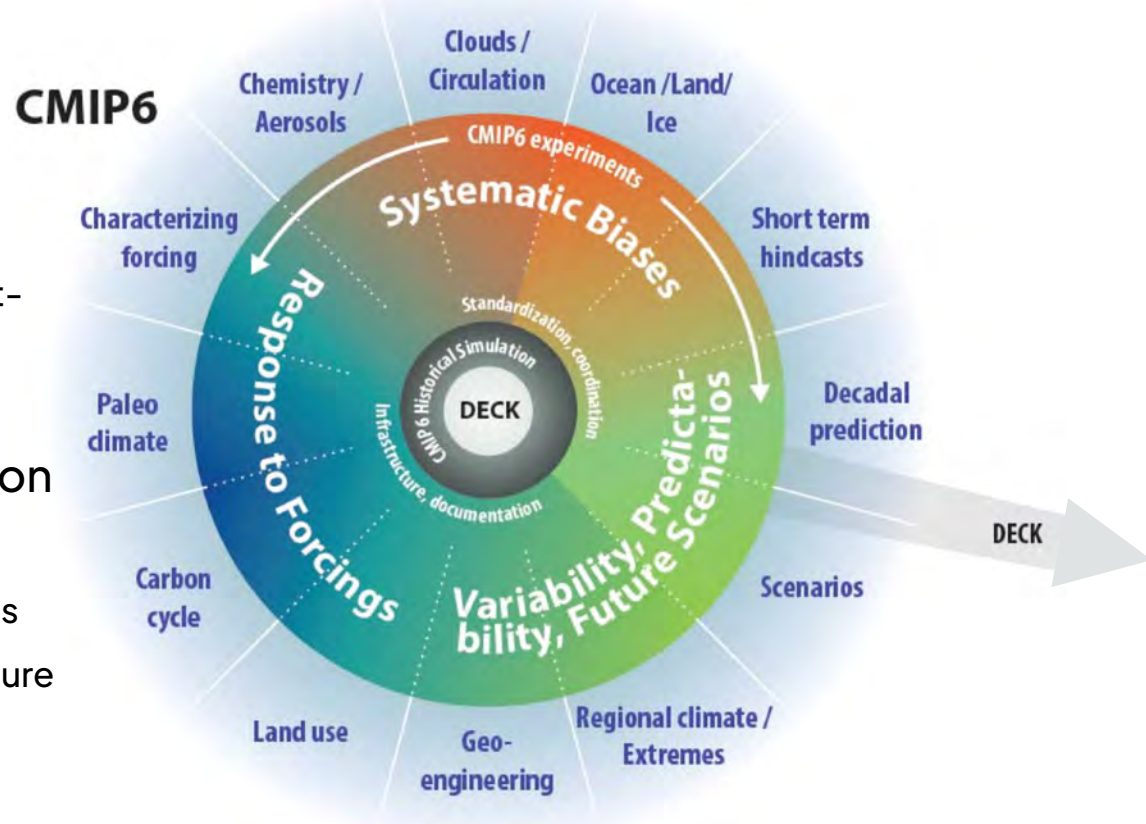 CMIP6
Clouds /
Circulation
Chemistry /
Aerosols
Ocean /Land/
Ice
Characterizing
forcing
Short term
hindcasts
Paleo
climate
Decadal
prediction
Carbon
cycle
Scenarios
Land use
Geo-
engineering
Regional climate /
Extremes
CMIP6 experiments
Systematic Biases
Response to Forcings
Variability, Predicta-
bility, Future Scenarios
Standardization, coordination
Infrastructure, documentation
CMIP6 Historical Simulation
DECK
DECK
t-
on
s
ure